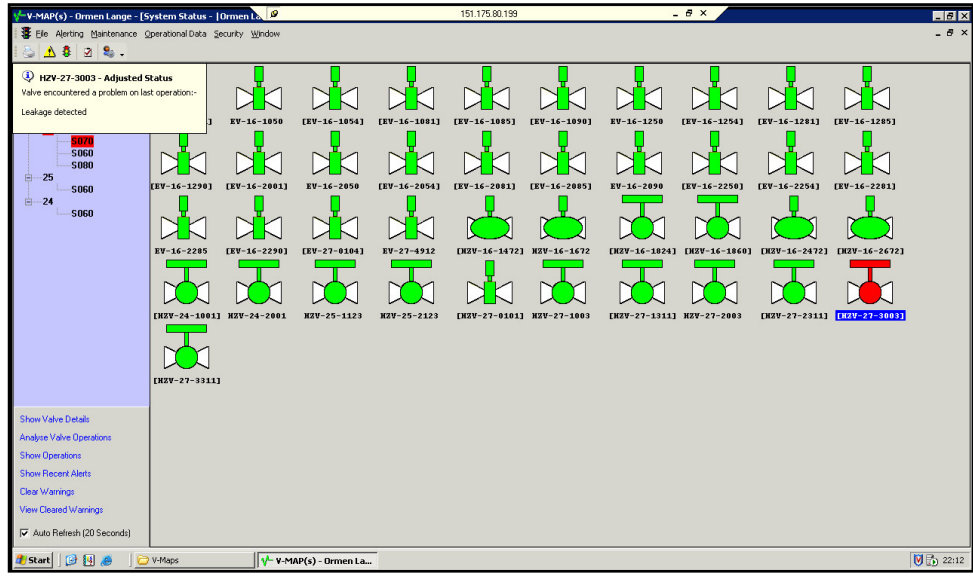 V-MAP(s) - Ormen Lange - [System Status - |Ormen La
151.175.80.199
File Alerting Maintenance Operational Data Security Window
HZV-27-3003 - Adjusted Status
Valve encountered a problem on last operation:-
Leakage detected
S070
S060
S080
25
S060
24
S060
EV-16-1050 [EV-16-1054] [EV-16-1081] [EV-16-1085] [EV-16-1090] EV-16-1250 [EV-16-1254] [EV-16-1281] [EV-16-1285]
[EV-16-1290] [EV-16-2001] EV-16-2050 [EV-16-2054] [EV-16-2081] [EV-16-2085] EV-16-2090 [EV-16-2250] [EV-16-2254] [EV-16-2281]
EV-16-2285 [EV-16-2290] [EV-27-0104] EV-27-4912 [HZV-16-1472] HZV-16-1672 [HZV-16-1824] [HZV-16-1860] [HZV-16-2472] [HZV-16-2672]
[HZV-24-1001] HZV-24-2001 HZV-25-1123 HZV-25-2123 [HZV-27-0101] HZV-27-1003 [HZV-27-1311] HZV-27-2003 [HZV-27-2311] [HZV-27-3003]
[HZV-27-3311]
Show Valve Details
Analyse Valve Operations
Show Operations
Show Recent Alerts
Clear Warnings
View Cleared Warnings
Auto Refresh (20 Seconds)
Start V-Maps V-MAP(s) - Ormen La... 22:12